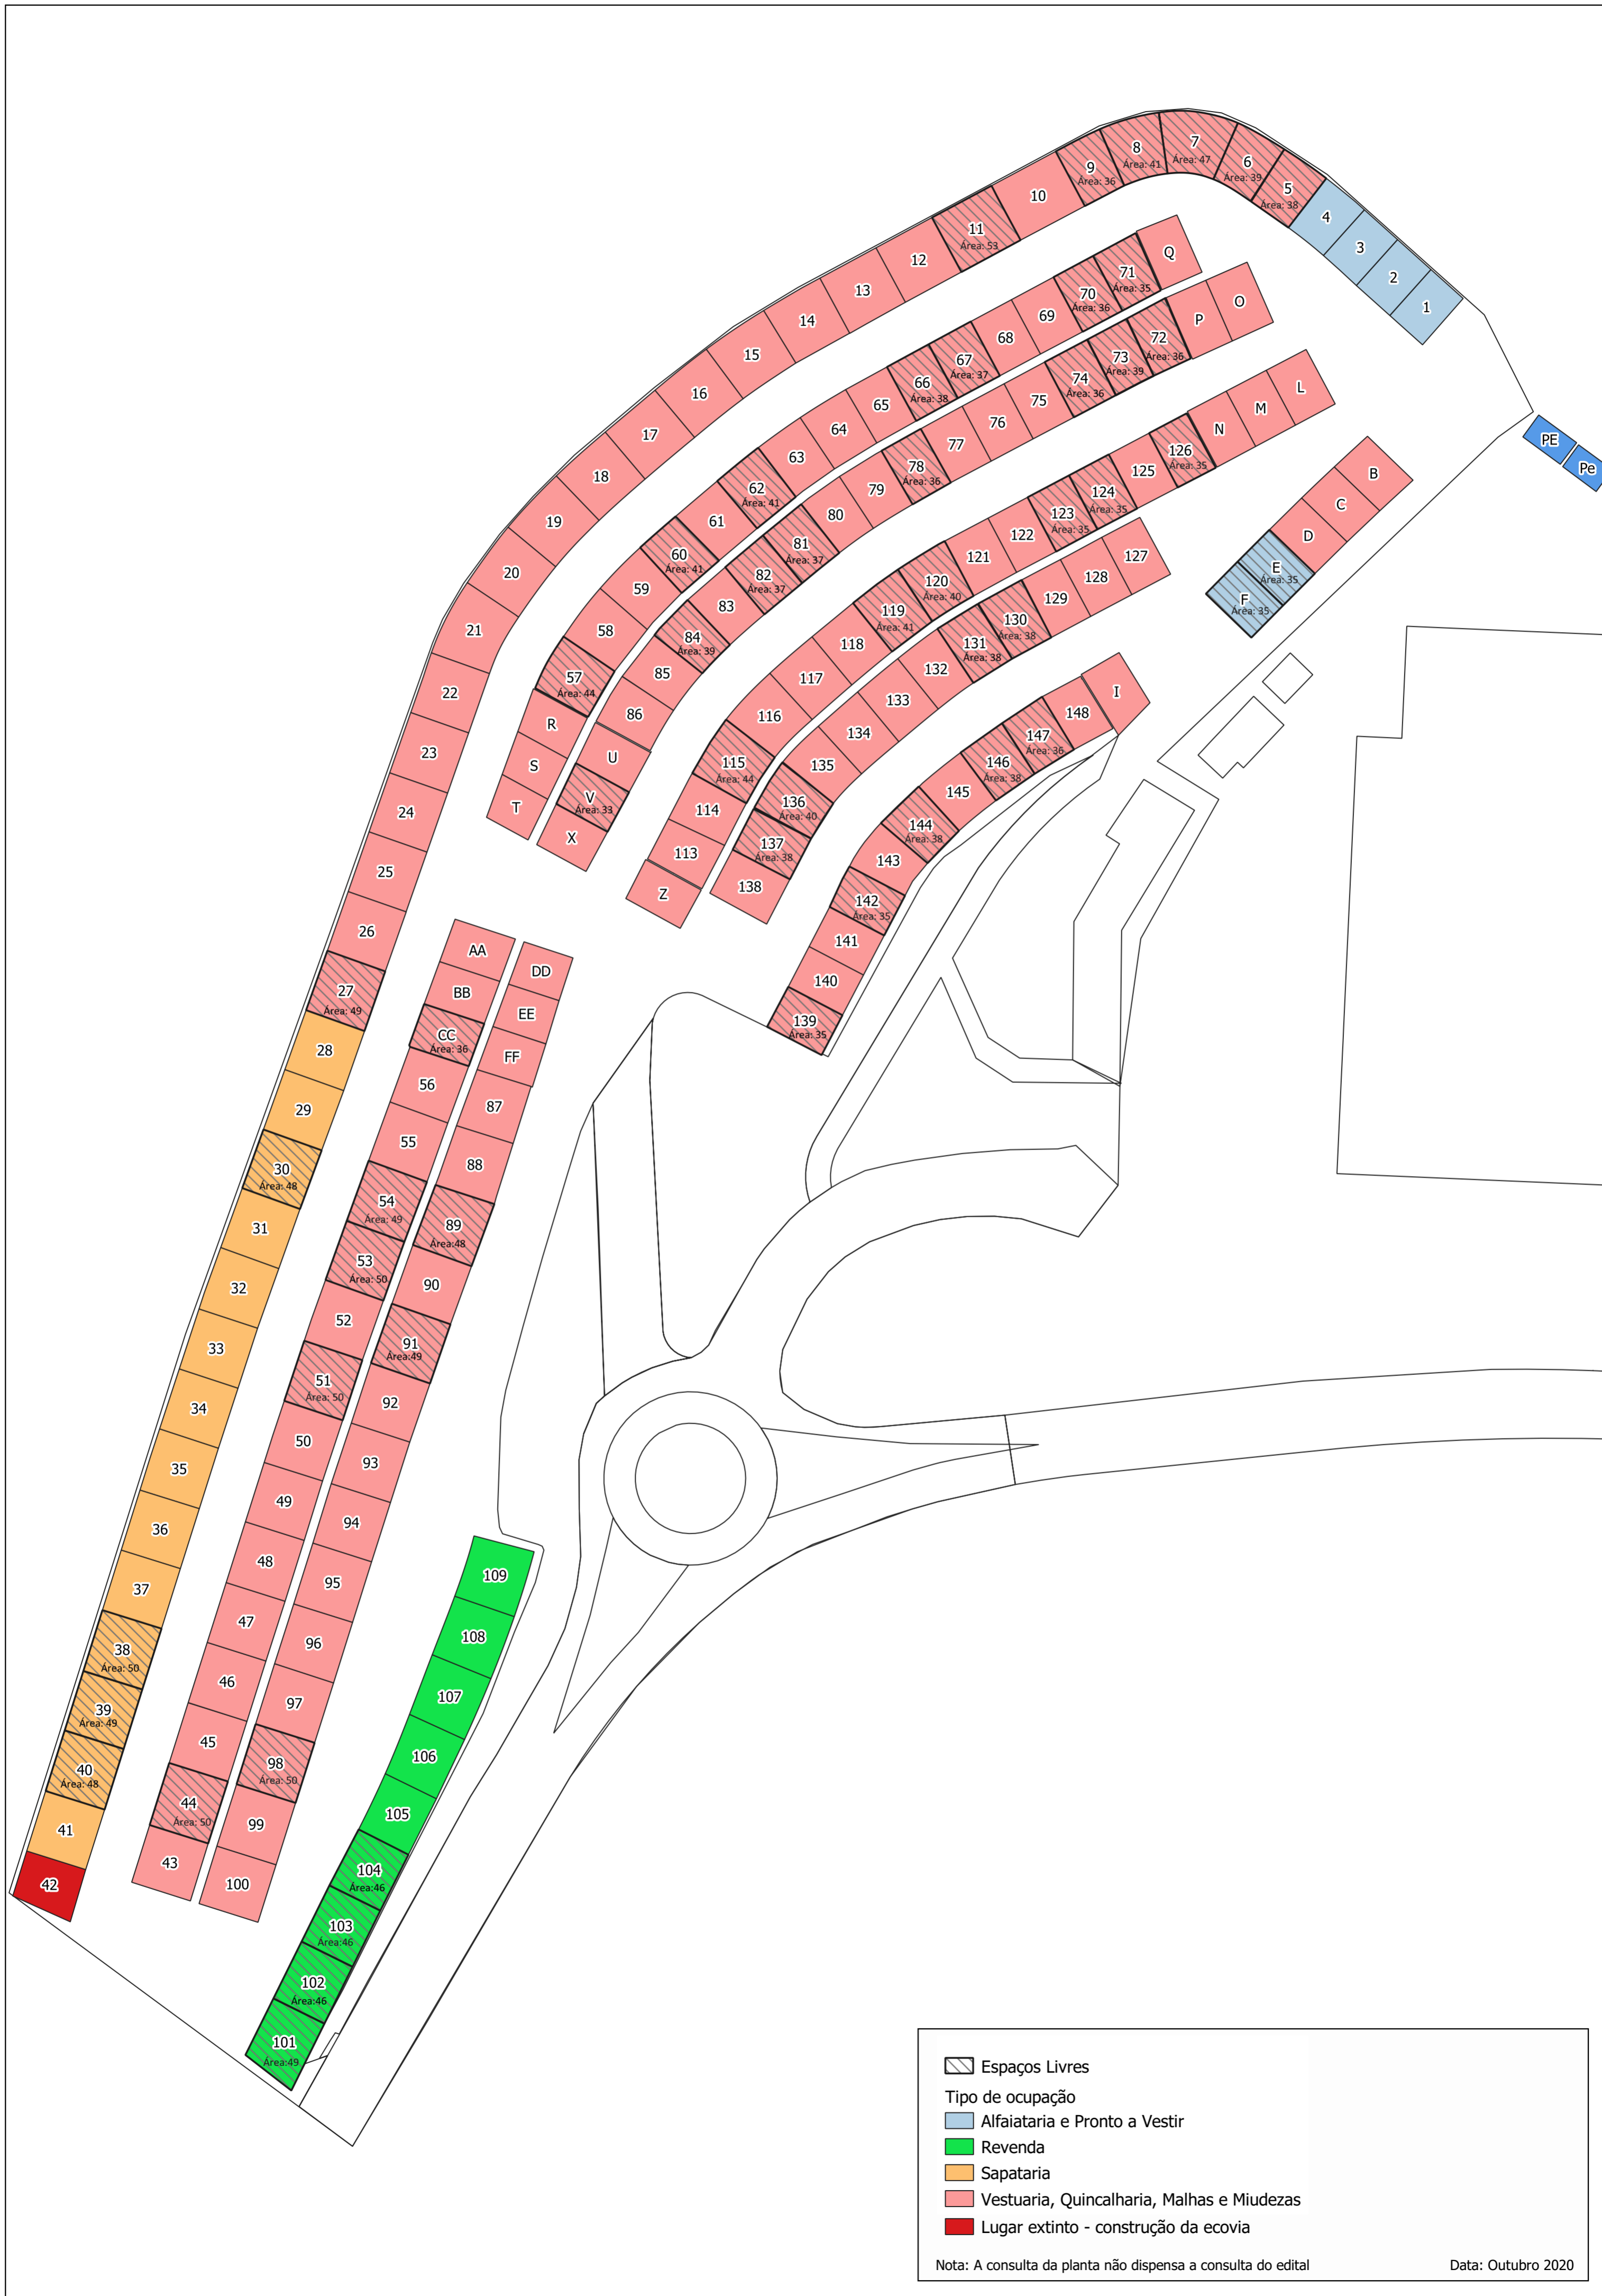 7
Área: 47
8
Área: 41
6
Área: 39
9
Área: 36
5
Área: 38
10
4
11
Área: 53
3
12
2
13
1
14
15
16
17
18
19
20
21
22
23
24
25
26
27
Área: 49
28
29
30
Área: 48
31
32
33
34
35
36
37
38
Área: 50
39
Área: 49
40
Área: 48
41
42
Q
71
Área: 35
70
Área: 36
69
68
67
Área: 37
66
Área: 38
65
64
63
62
Área: 41
61
60
Área: 41
59
58
57
Área: 44
R
S
T
O
P
72
Área: 36
73
Área: 39
74
Área: 36
75
76
77
78
Área: 36
79
80
81
Área: 37
82
Área: 37
83
84
Área: 39
85
86
U
V
Área: 33
X
L
M
N
126
Área: 35
125
124
Área: 35
123
Área: 35
122
121
120
Área: 40
119
Área: 41
118
117
116
115
Área: 44
114
113
Z
127
128
129
130
Área: 38
131
Área: 38
132
133
134
135
136
Área: 40
137
Área: 38
138
I
148
147
Área: 36
146
Área: 38
145
144
Área: 38
143
142
Área: 35
141
140
139
Área: 35
PE
Pe
B
C
D
E
Área: 35
F
Área: 35
AA
BB
CC
Área: 36
56
55
54
Área: 49
53
Área: 50
52
51
Área: 50
50
49
48
47
46
45
44
Área: 50
43
DD
EE
FF
87
88
89
Área:48
90
91
Área:49
92
93
94
95
96
97
98
Área: 50
99
100
109
108
107
106
105
104
Área:46
103
Área:46
102
Área:46
101
Área:49
Espaços Livres
Tipo de ocupação
Alfaiataria e Pronto a Vestir
Revenda
Sapataria
Vestuaria, Quincalharia, Malhas e Miudezas
Lugar extinto - construção da ecovia
Nota: A consulta da planta não dispensa a consulta do edital Data: Outubro 2020